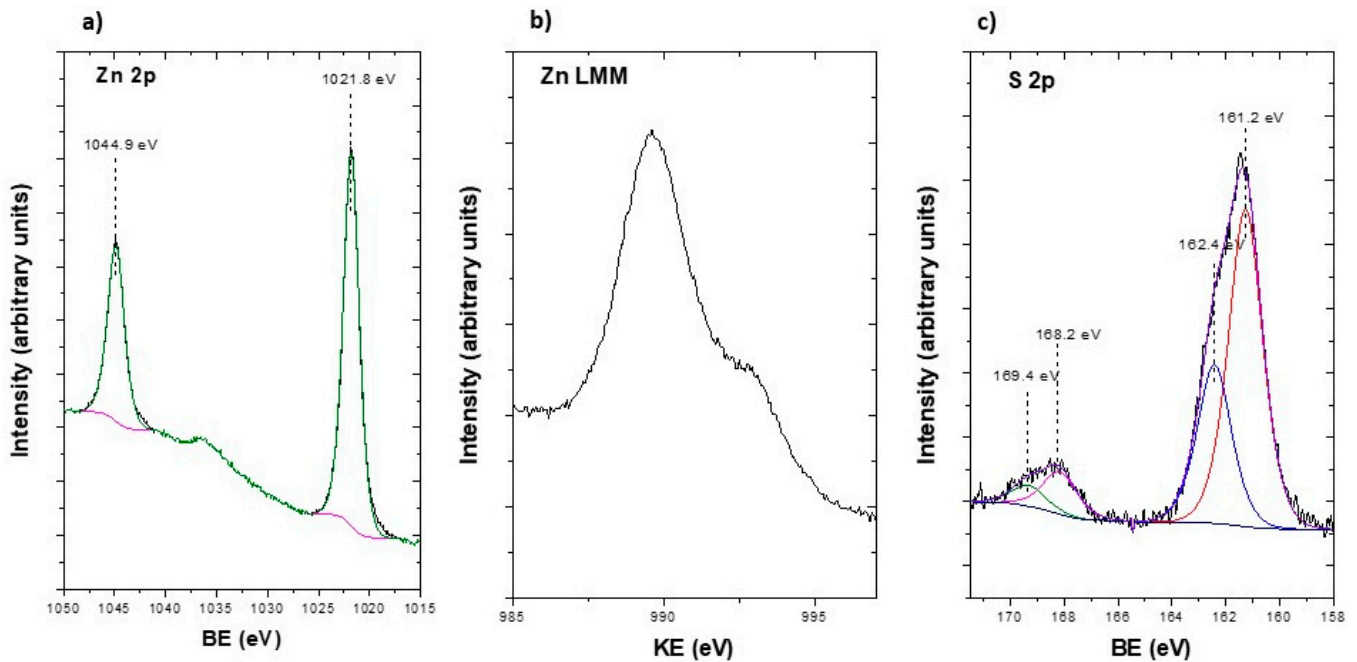 a)
Zn 2p
1044.9 eV
1021.8 eV
Intensity (arbitrary units)
1050 1045 1040 1035 1030 1025 1020 1015
BE (eV)
b)
Zn LMM
Intensity (arbitrary units)
985 990 995
KE (eV)
c)
S 2p
161.2 eV
162.4 eV
168.2 eV
169.4 eV
Intensity (arbitrary units)
170 168 166 164 162 160 158
BE (eV)